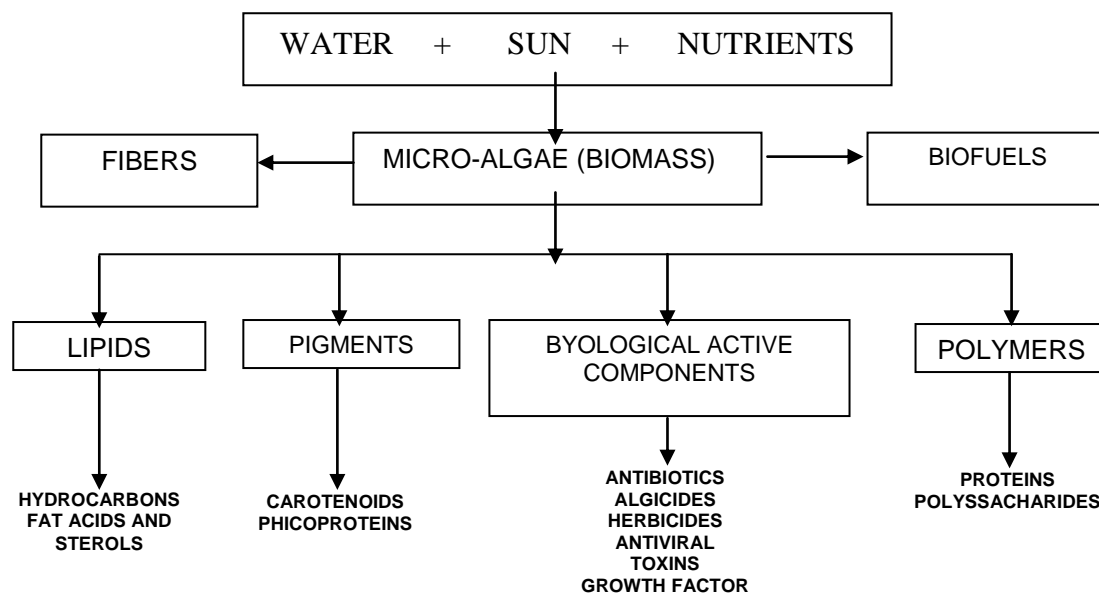 WATER + SUN + NUTRIENTS
FIBERS
MICRO-ALGAE (BIOMASS)
BIOFUELS
LIPIDS
PIGMENTS
BYOLOGICAL ACTIVE
COMPONENTS
POLYMERS
HYDROCARBONS
FAT ACIDS AND
STEROLS
CAROTENOIDS
PHICOPROTEINS
ANTIBIOTICS
ALGICIDES
HERBICIDES
ANTIVIRAL
TOXINS
GROWTH FACTOR
PROTEINS
POLYSSACHARIDES